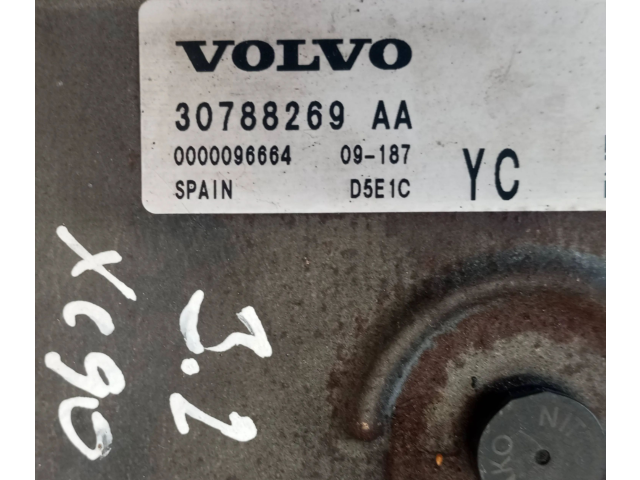 VOLVO
30788269 AA
0000096664 09-187
SPAIN D5E1C
YC
XC90
3.2